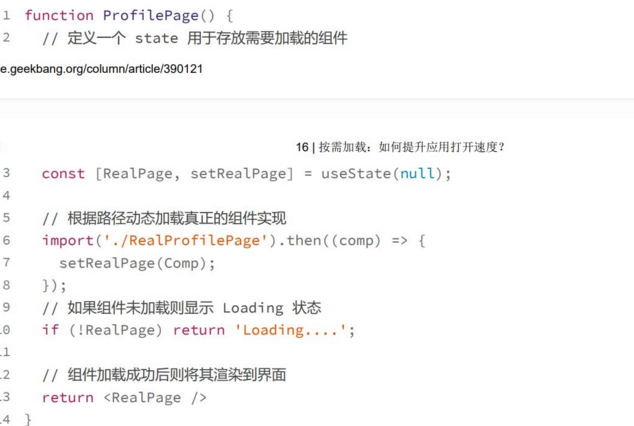 1 function ProfilePage() {
2 // 定义一个 state 用于存放需要加载的组件
e.geekbang.org/column/article/390121
16 | 按需加载：如何提升应用打开速度？
3 const [RealPage, setRealPage] = useState(null);
4
5 // 根据路径动态加载真正的组件实现
6 import('./RealProfilePage').then((comp) => {
7 setRealPage(Comp);
8 });
9 // 如果组件未加载则显示 Loading 状态
10 if (!RealPage) return 'Loading....';
11
12 // 组件加载成功后则将其渲染到界面
13 return <RealPage />
14 }